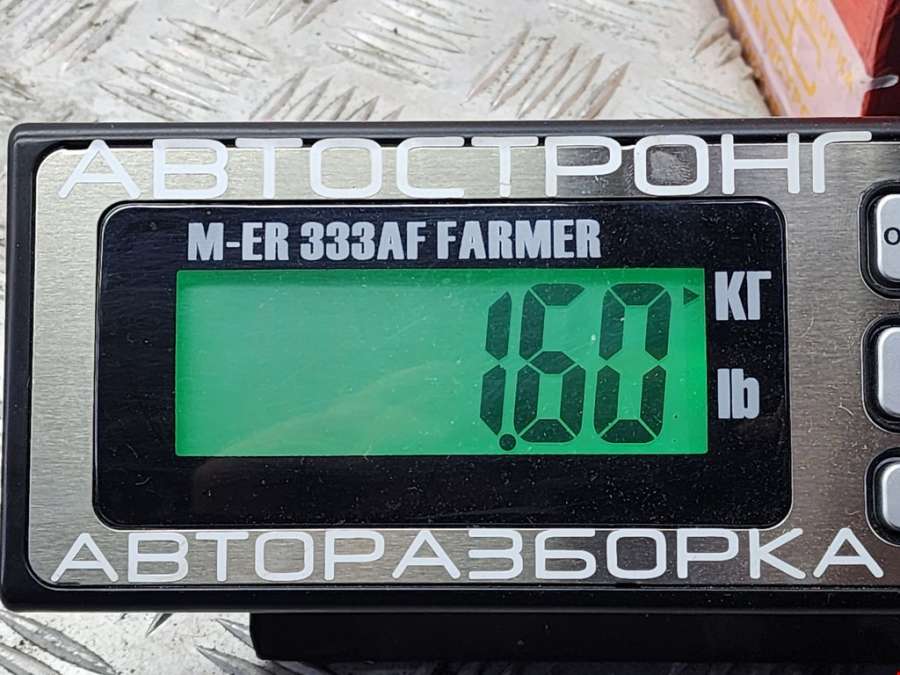 АВТОСТРОНГ
M-ER 333AF FARMER
1.60
КГ
lb
АВТОРАЗБОРКА